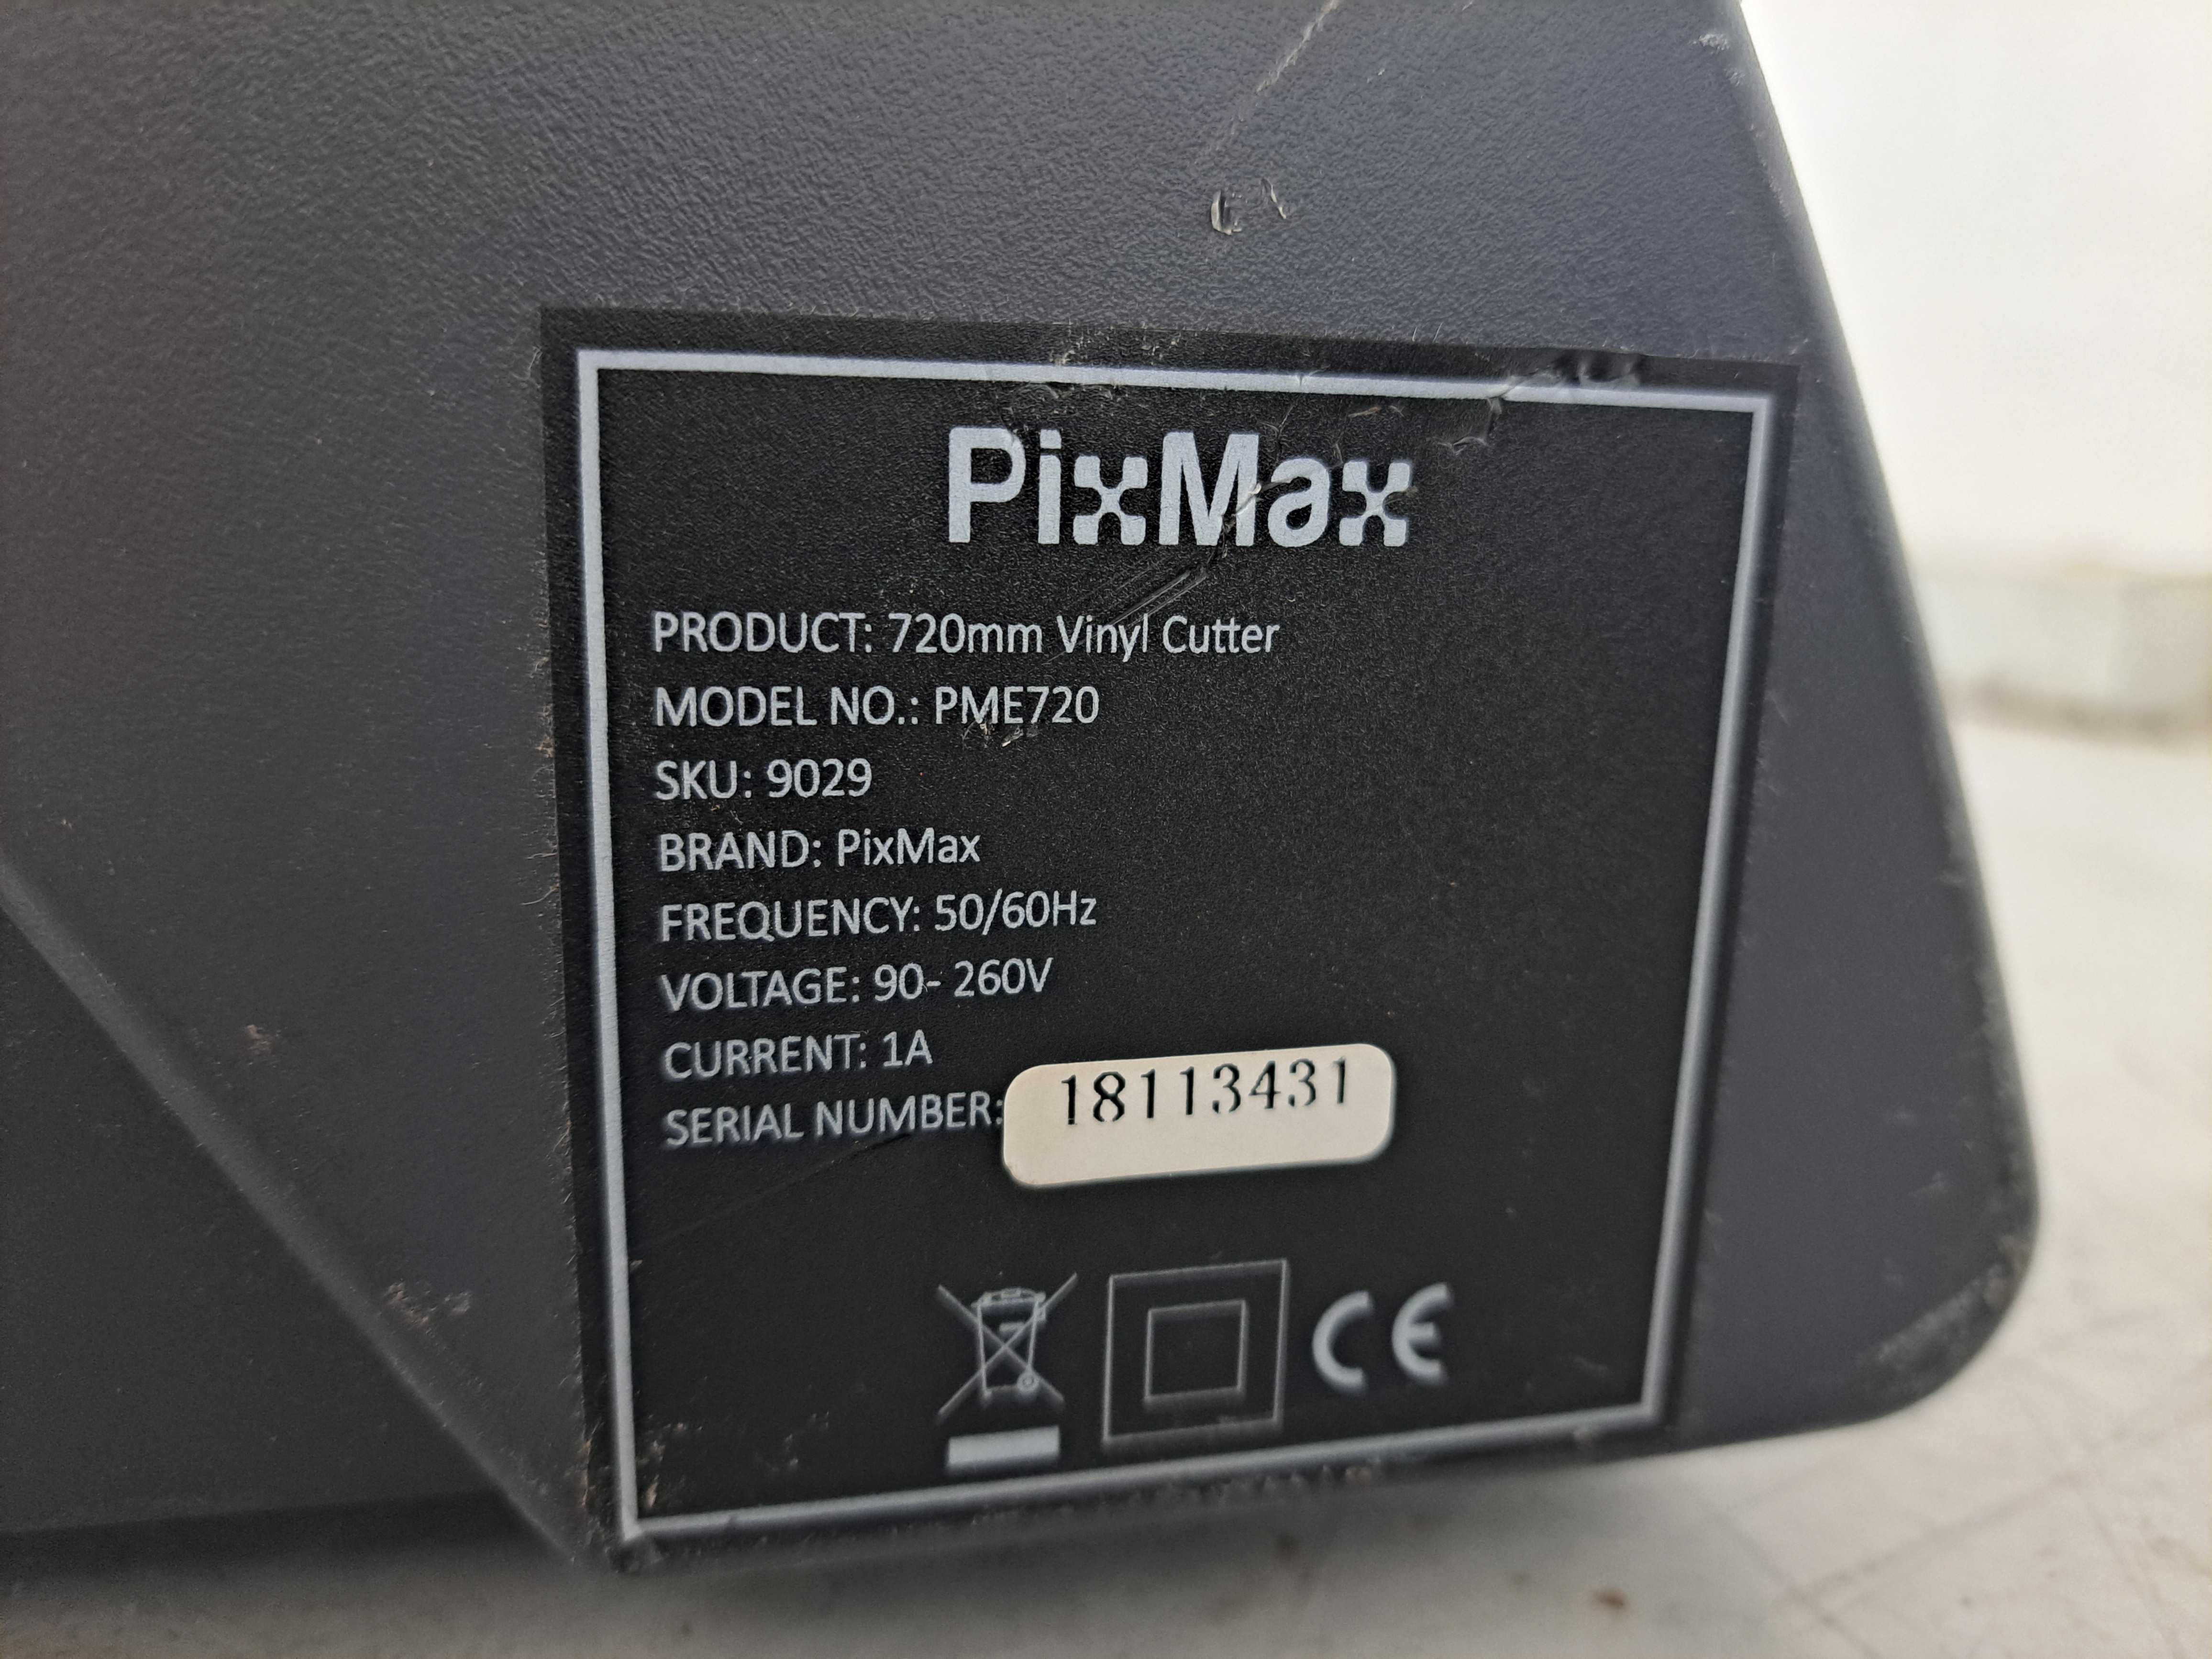 PixMax
PRODUCT: 720mm Vinyl Cutter
MODEL NO.: PME720
SKU: 9029
BRAND: PixMax
FREQUENCY: 50/60Hz
VOLTAGE: 90- 260V
CURRENT: 1A
SERIAL NUMBER: 18113431
CE